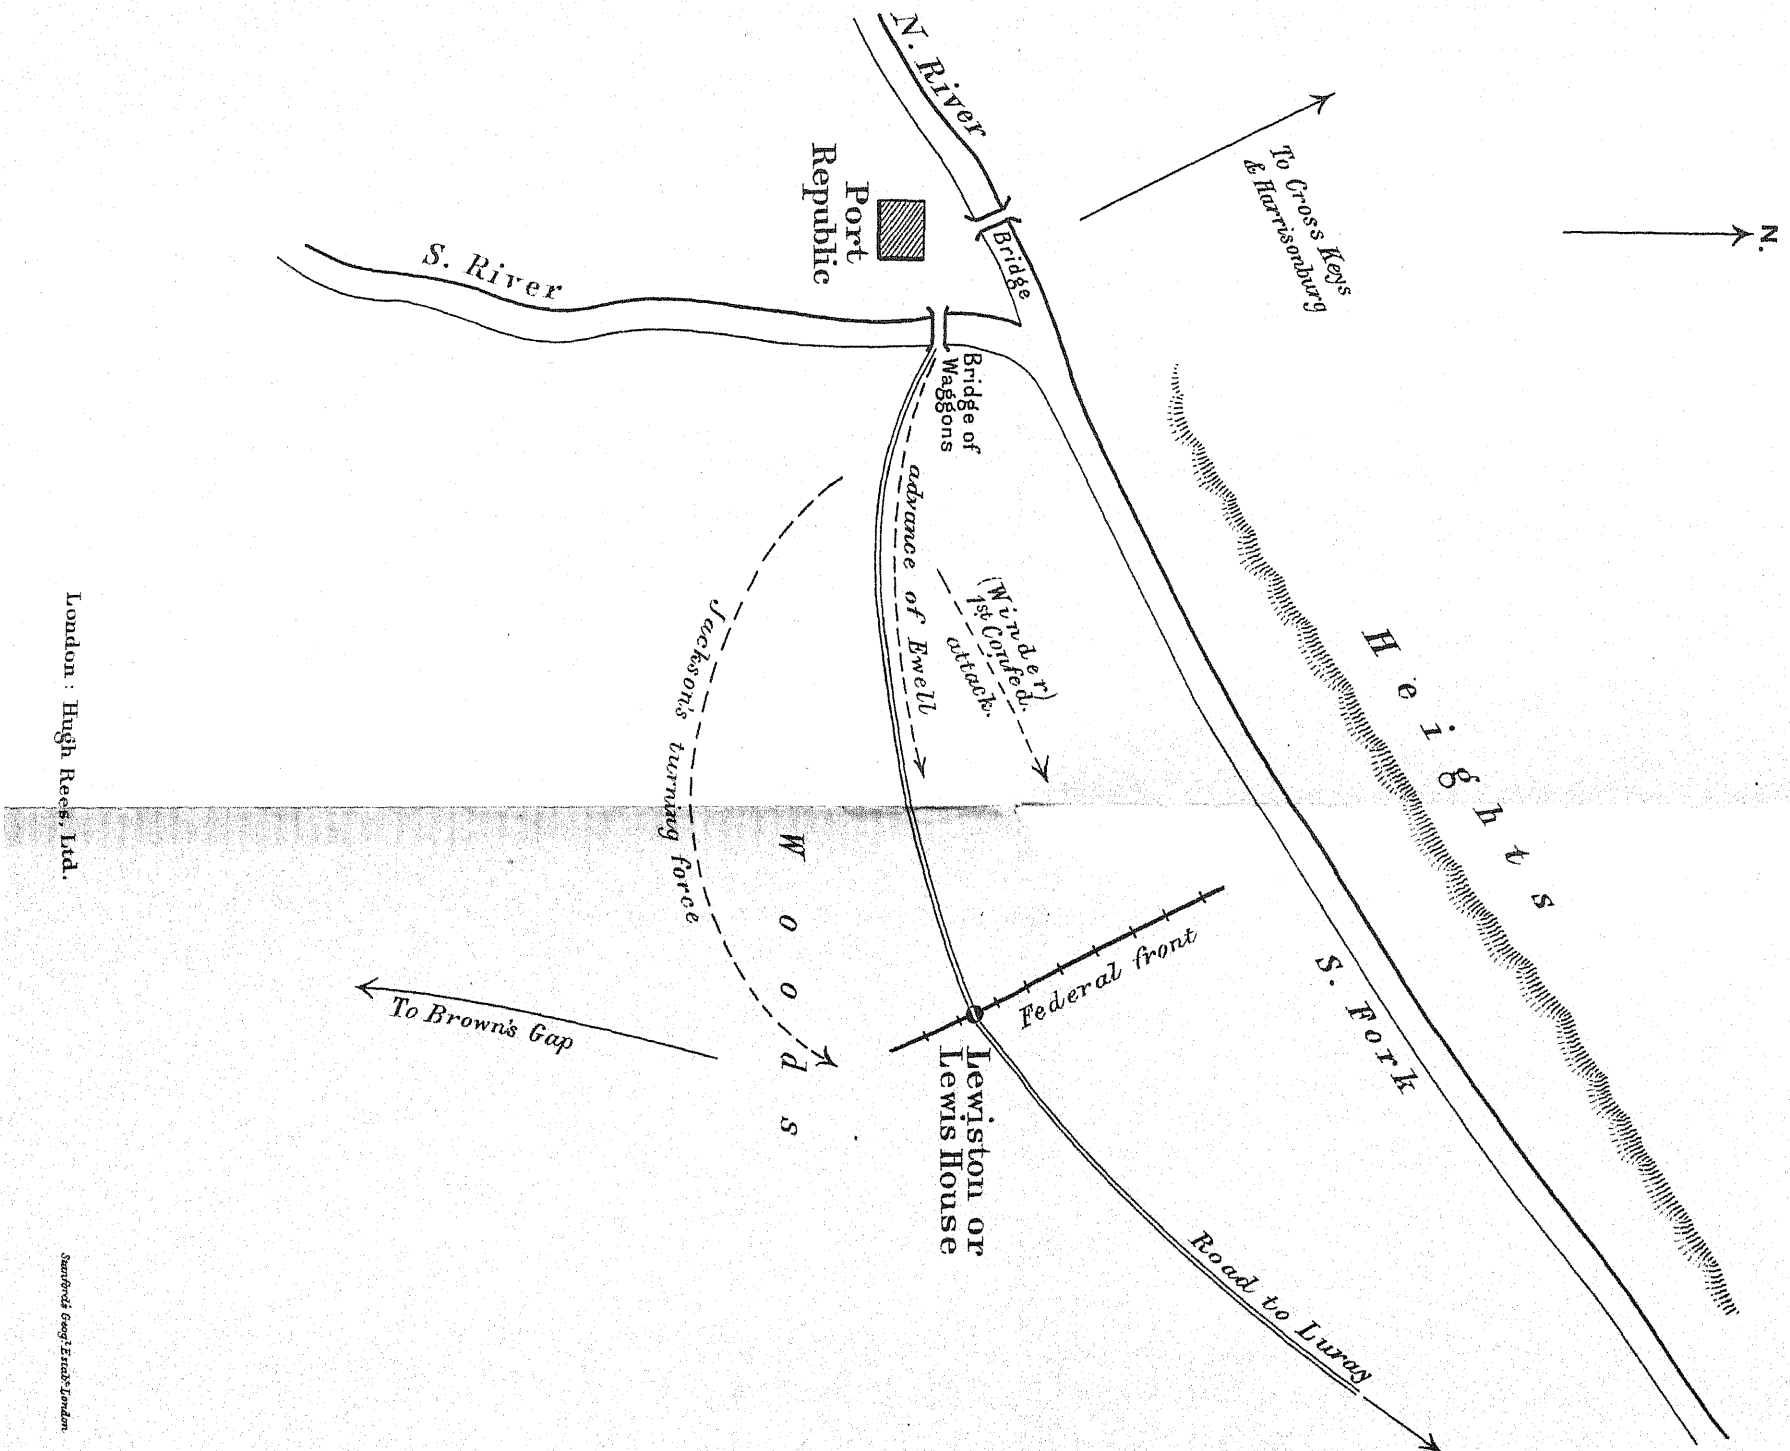 N.
To Cross Keys
& Harrisonburg
N. River
Bridge
Port
Republic
S. River
Bridge of
Waggons
Heights
(Winder)
1st Confed.
attack.
advance of Ewell
Jackson's turning force
Woods
Federal front
S. Fork
Lewiston or
Lewis House
To Brown's Gap
Road to Luray
London: Hugh Rees, Ltd.
Stanford's Geog.l Estab.t London